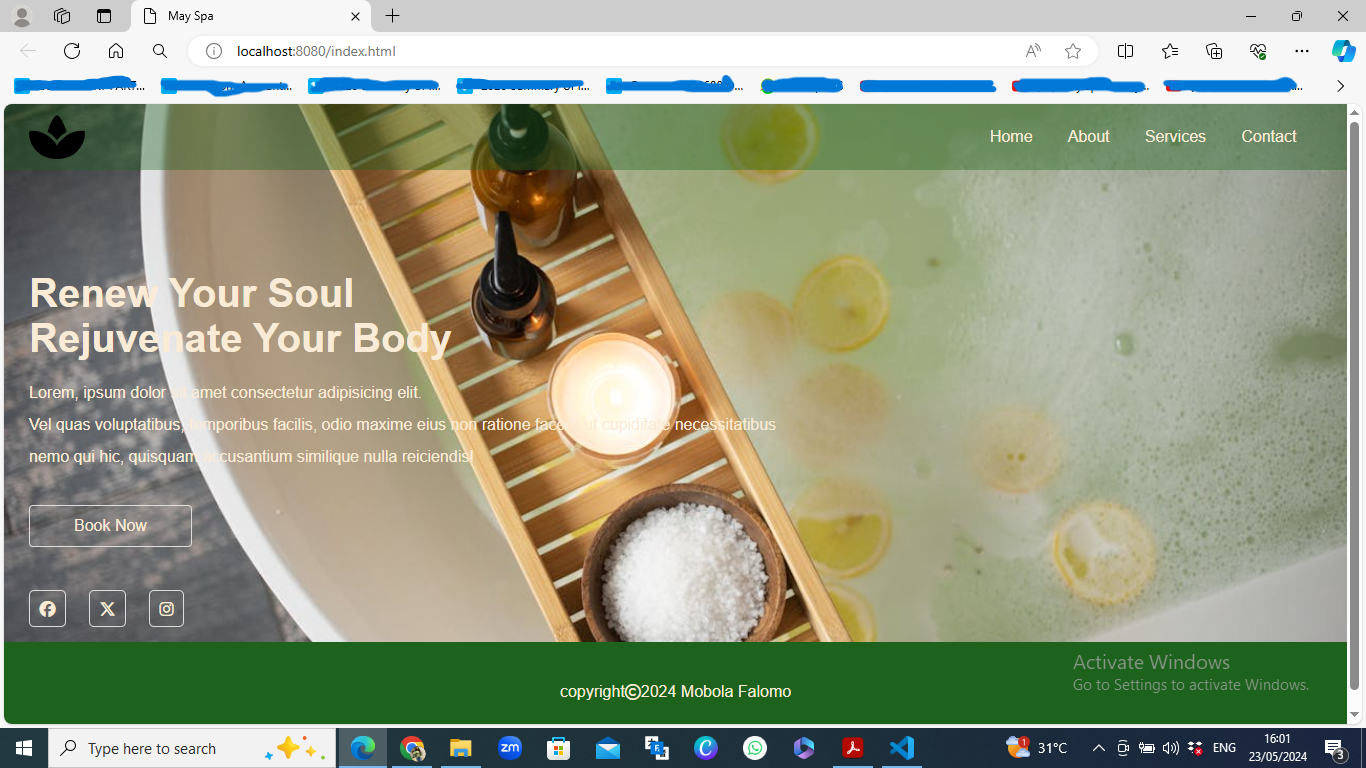 May Spa
localhost:8080/index.html
Home About Services Contact
Renew Your Soul
Rejuvenate Your Body
Lorem, ipsum dolor sit amet consectetur adipisicing elit.
Vel quas voluptatibus, temporibus facilis, odio maxime eius non ratione facere ut cupiditate necessitatibus
nemo qui hic, quisquam accusantium similique nulla reiciendis!
Book Now
Activate Windows
Go to Settings to activate Windows.
copyright©2024 Mobola Falomo
Type here to search
zm
1
31°C
ENG
16:01
23/05/2024
3